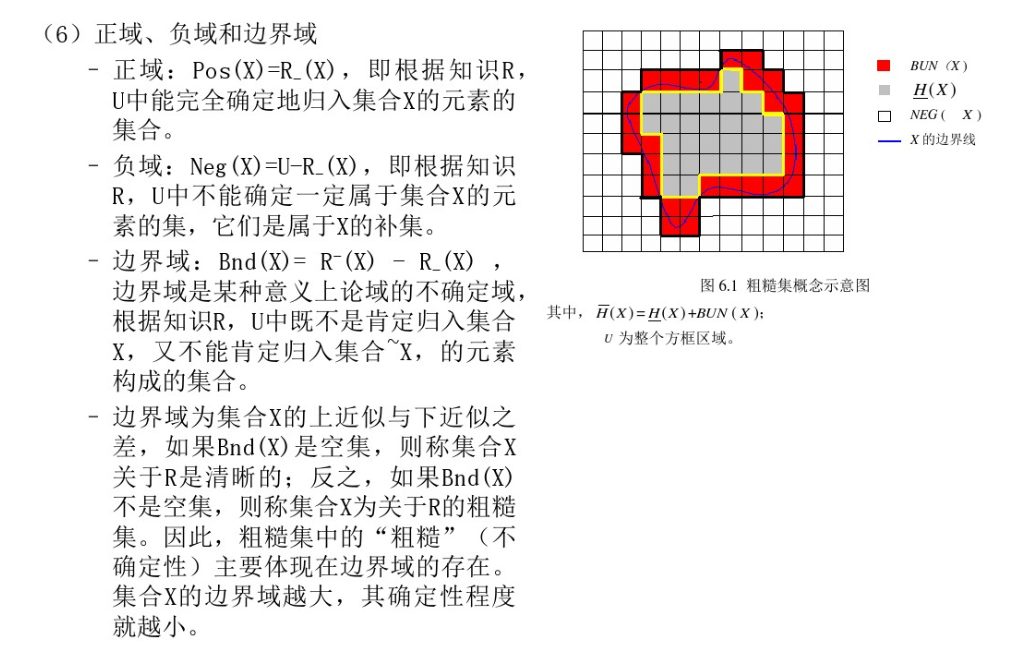 （6）正域、负域和边界域
– 正域：Pos(X)=R_(X)，即根据知识R，
U中能完全确定地归入集合X的元素的
集合。
– 负域：Neg(X)=U-R_(X)，即根据知识
R，U中不能确定一定属于集合X的元
素的集，它们是属于X的补集。
– 边界域：Bnd(X)= R⁻(X) - R_(X) ，
边界域是某种意义上论域的不确定域，
根据知识R，U中既不是肯定归入集合
X，又不能肯定归入集合~X，的元素
构成的集合。
– 边界域为集合X的上近似与下近似之
差，如果Bnd(X)是空集，则称集合X
关于R是清晰的；反之，如果Bnd(X)
不是空集，则称集合X为关于R的粗糙
集。因此，粗糙集中的“粗糙”（不
确定性）主要体现在边界域的存在。
集合X的边界域越大，其确定性程度
就越小。
BUN（X）
H(X)
NEG( X )
X 的边界线
图 6.1 粗糙集概念示意图
其中，H̅(X)=H(X)+BUN(X);
U 为整个方框区域。